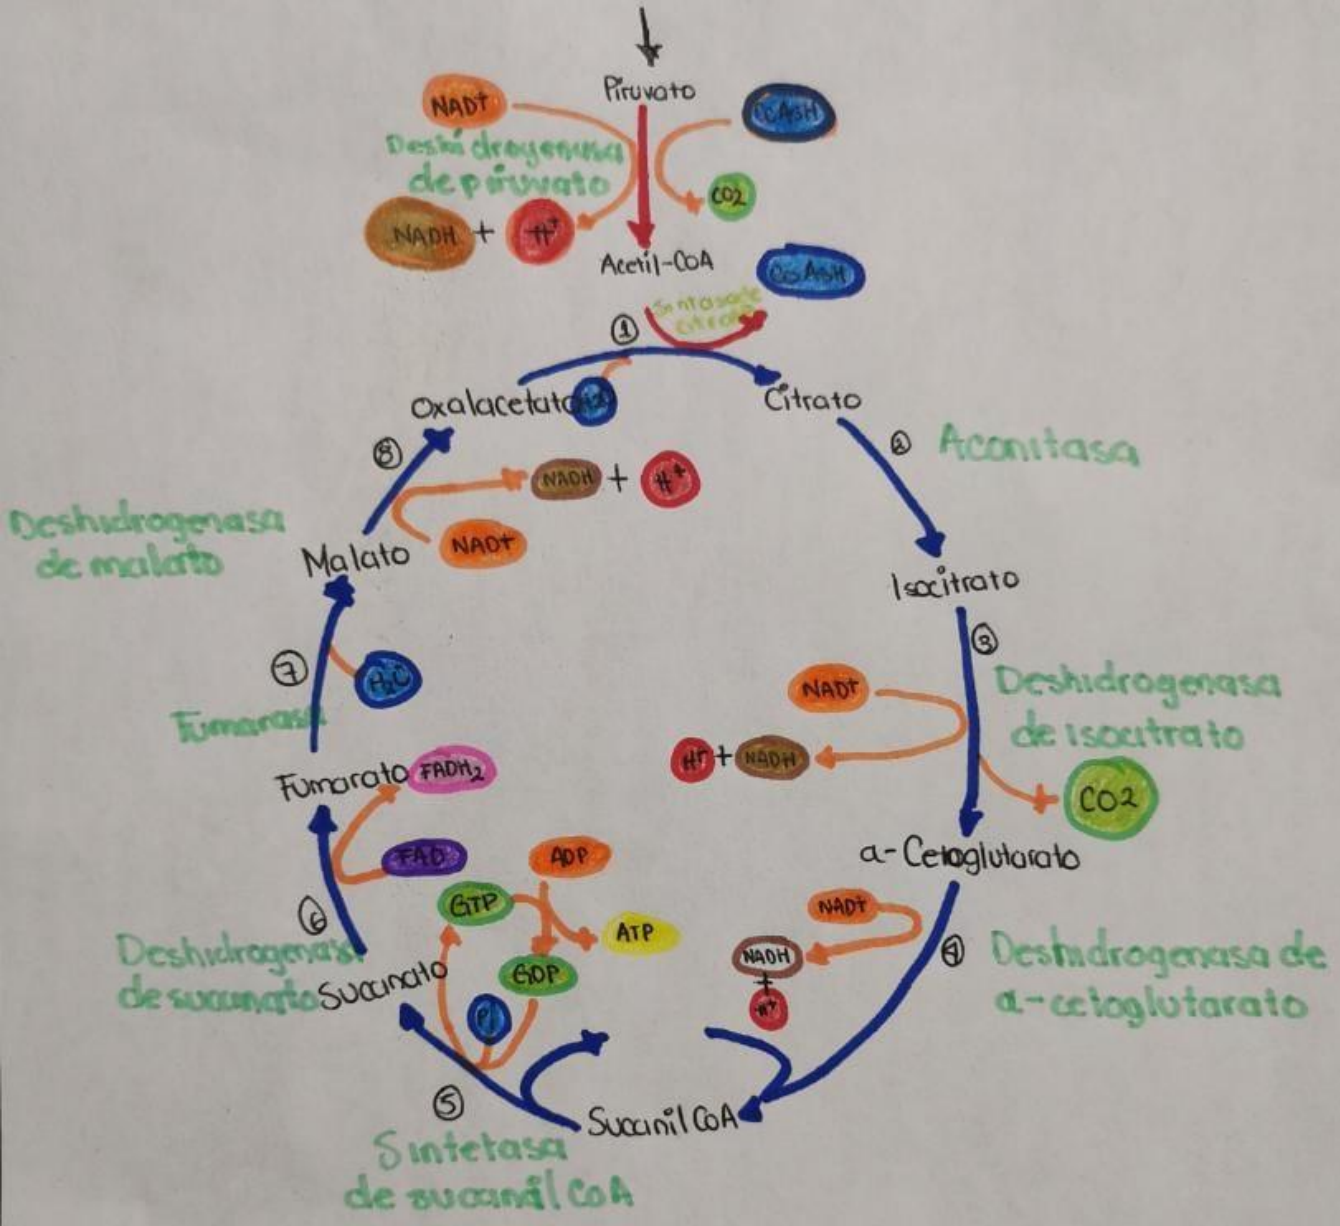 Piruvato
NAD+
CoASH
Deshidrogenasa
de piruvato
CO2
NADH + H+
Acetil-CoA
CoASH
Sintasa de
citrato
1
Oxalacetato
Citrato
2
Aconitasa
8
NADH + H+
NAD+
Deshidrogenasa
de malato
Malato
Isocitrato
3
7
H2O
NAD+
Deshidrogenasa
de isocitrato
Fumarasa
H+ + NADH
CO2
Fumarato
FADH2
FAD
ADP
α-Cetoglutarato
GTP
ATP
NAD+
6
Deshidrogenasa
de succinato
Succinato
GDP
NADH
+
H+
4
Deshidrogenasa de
α-cetoglutarato
Pi
5
Succinil CoA
Sintetasa
de succinil CoA